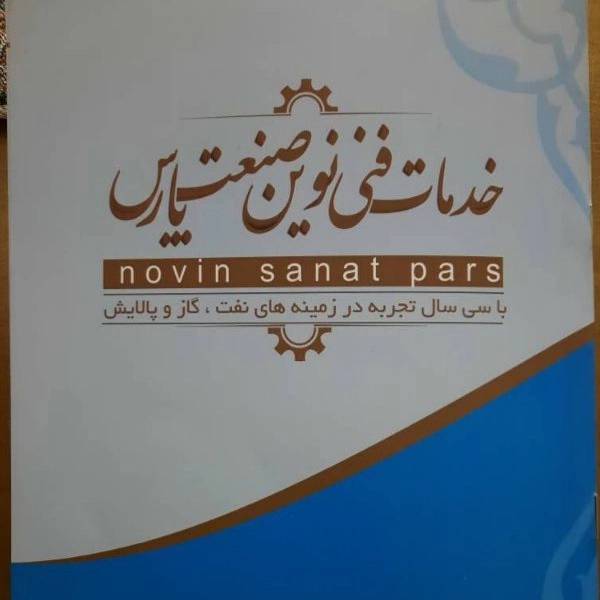 خدمات فنی نوین صنعت پارس
novin sanat pars
با سی سال تجربه در زمینه های نفت ، گاز و پالایش